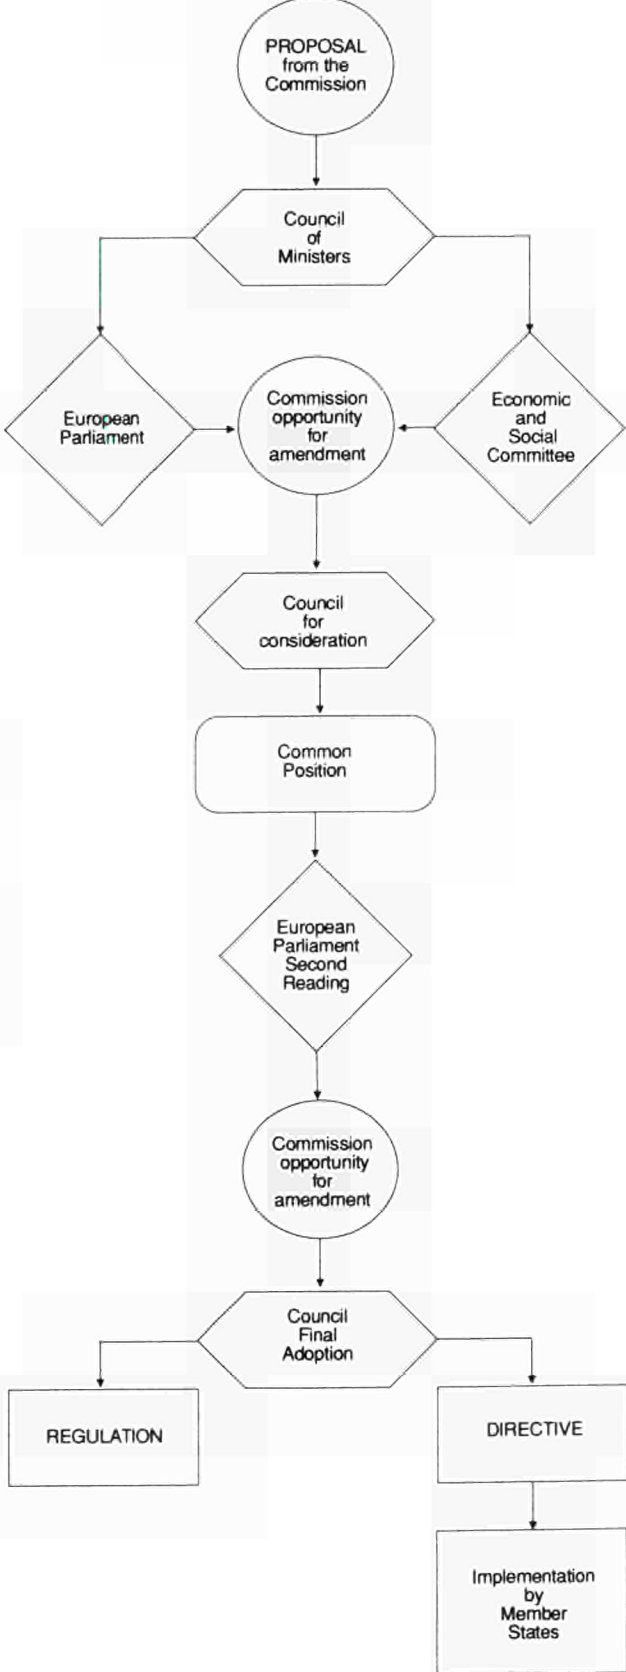 PROPOSAL
from the
Commission
Council
of
Ministers
European
Parliament
Commission
opportunity
for
amendment
Economic
and
Social
Committee
Council
for
consideration
Common
Position
European
Parliament
Second
Reading
Commission
opportunity
for
amendment
Council
Final
Adoption
REGULATION
DIRECTIVE
Implementation
by
Member
States